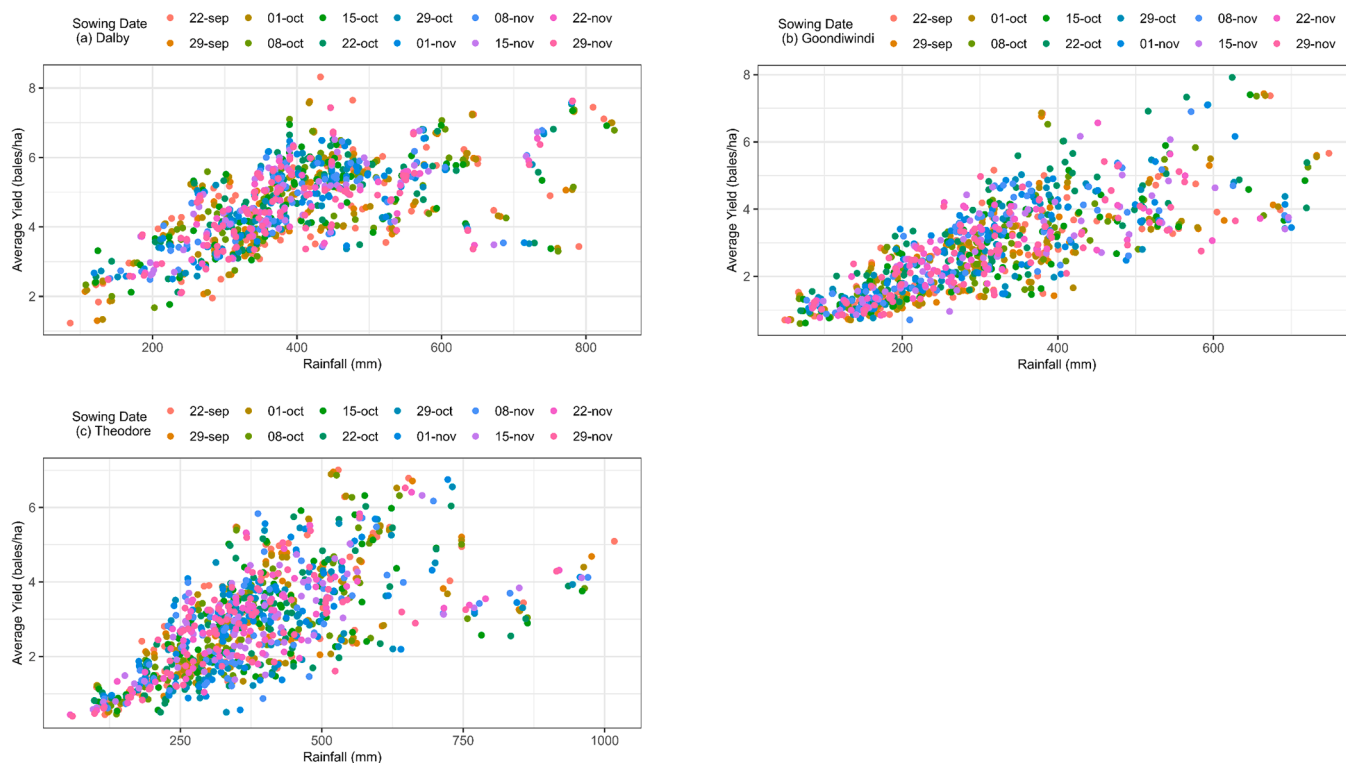 Sowing Date 22-sep 01-oct 15-oct 29-oct 08-nov 22-nov
(a) Dalby 29-sep 08-oct 22-oct 01-nov 15-nov 29-nov
8
6
4
2
Average Yield (bales/ha)
200 400 600 800
Rainfall (mm)
Sowing Date 22-sep 01-oct 15-oct 29-oct 08-nov 22-nov
(b) Goondiwindi 29-sep 08-oct 22-oct 01-nov 15-nov 29-nov
8
6
4
2
Average Yield (bales/ha)
200 400 600
Rainfall (mm)
Sowing Date 22-sep 01-oct 15-oct 29-oct 08-nov 22-nov
(c) Theodore 29-sep 08-oct 22-oct 01-nov 15-nov 29-nov
6
4
2
Average Yield (bales/ha)
250 500 750 1000
Rainfall (mm)